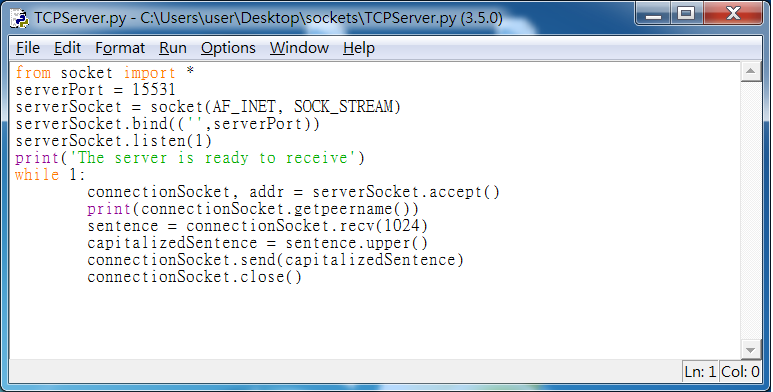 TCPServer.py - C:\Users\user\Desktop\sockets\TCPServer.py (3.5.0)
File Edit Format Run Options Window Help
from socket import *
serverPort = 15531
serverSocket = socket(AF_INET, SOCK_STREAM)
serverSocket.bind(('',serverPort))
serverSocket.listen(1)
print('The server is ready to receive')
while 1:
        connectionSocket, addr = serverSocket.accept()
        print(connectionSocket.getpeername())
        sentence = connectionSocket.recv(1024)
        capitalizedSentence = sentence.upper()
        connectionSocket.send(capitalizedSentence)
        connectionSocket.close()
Ln: 1 Col: 0